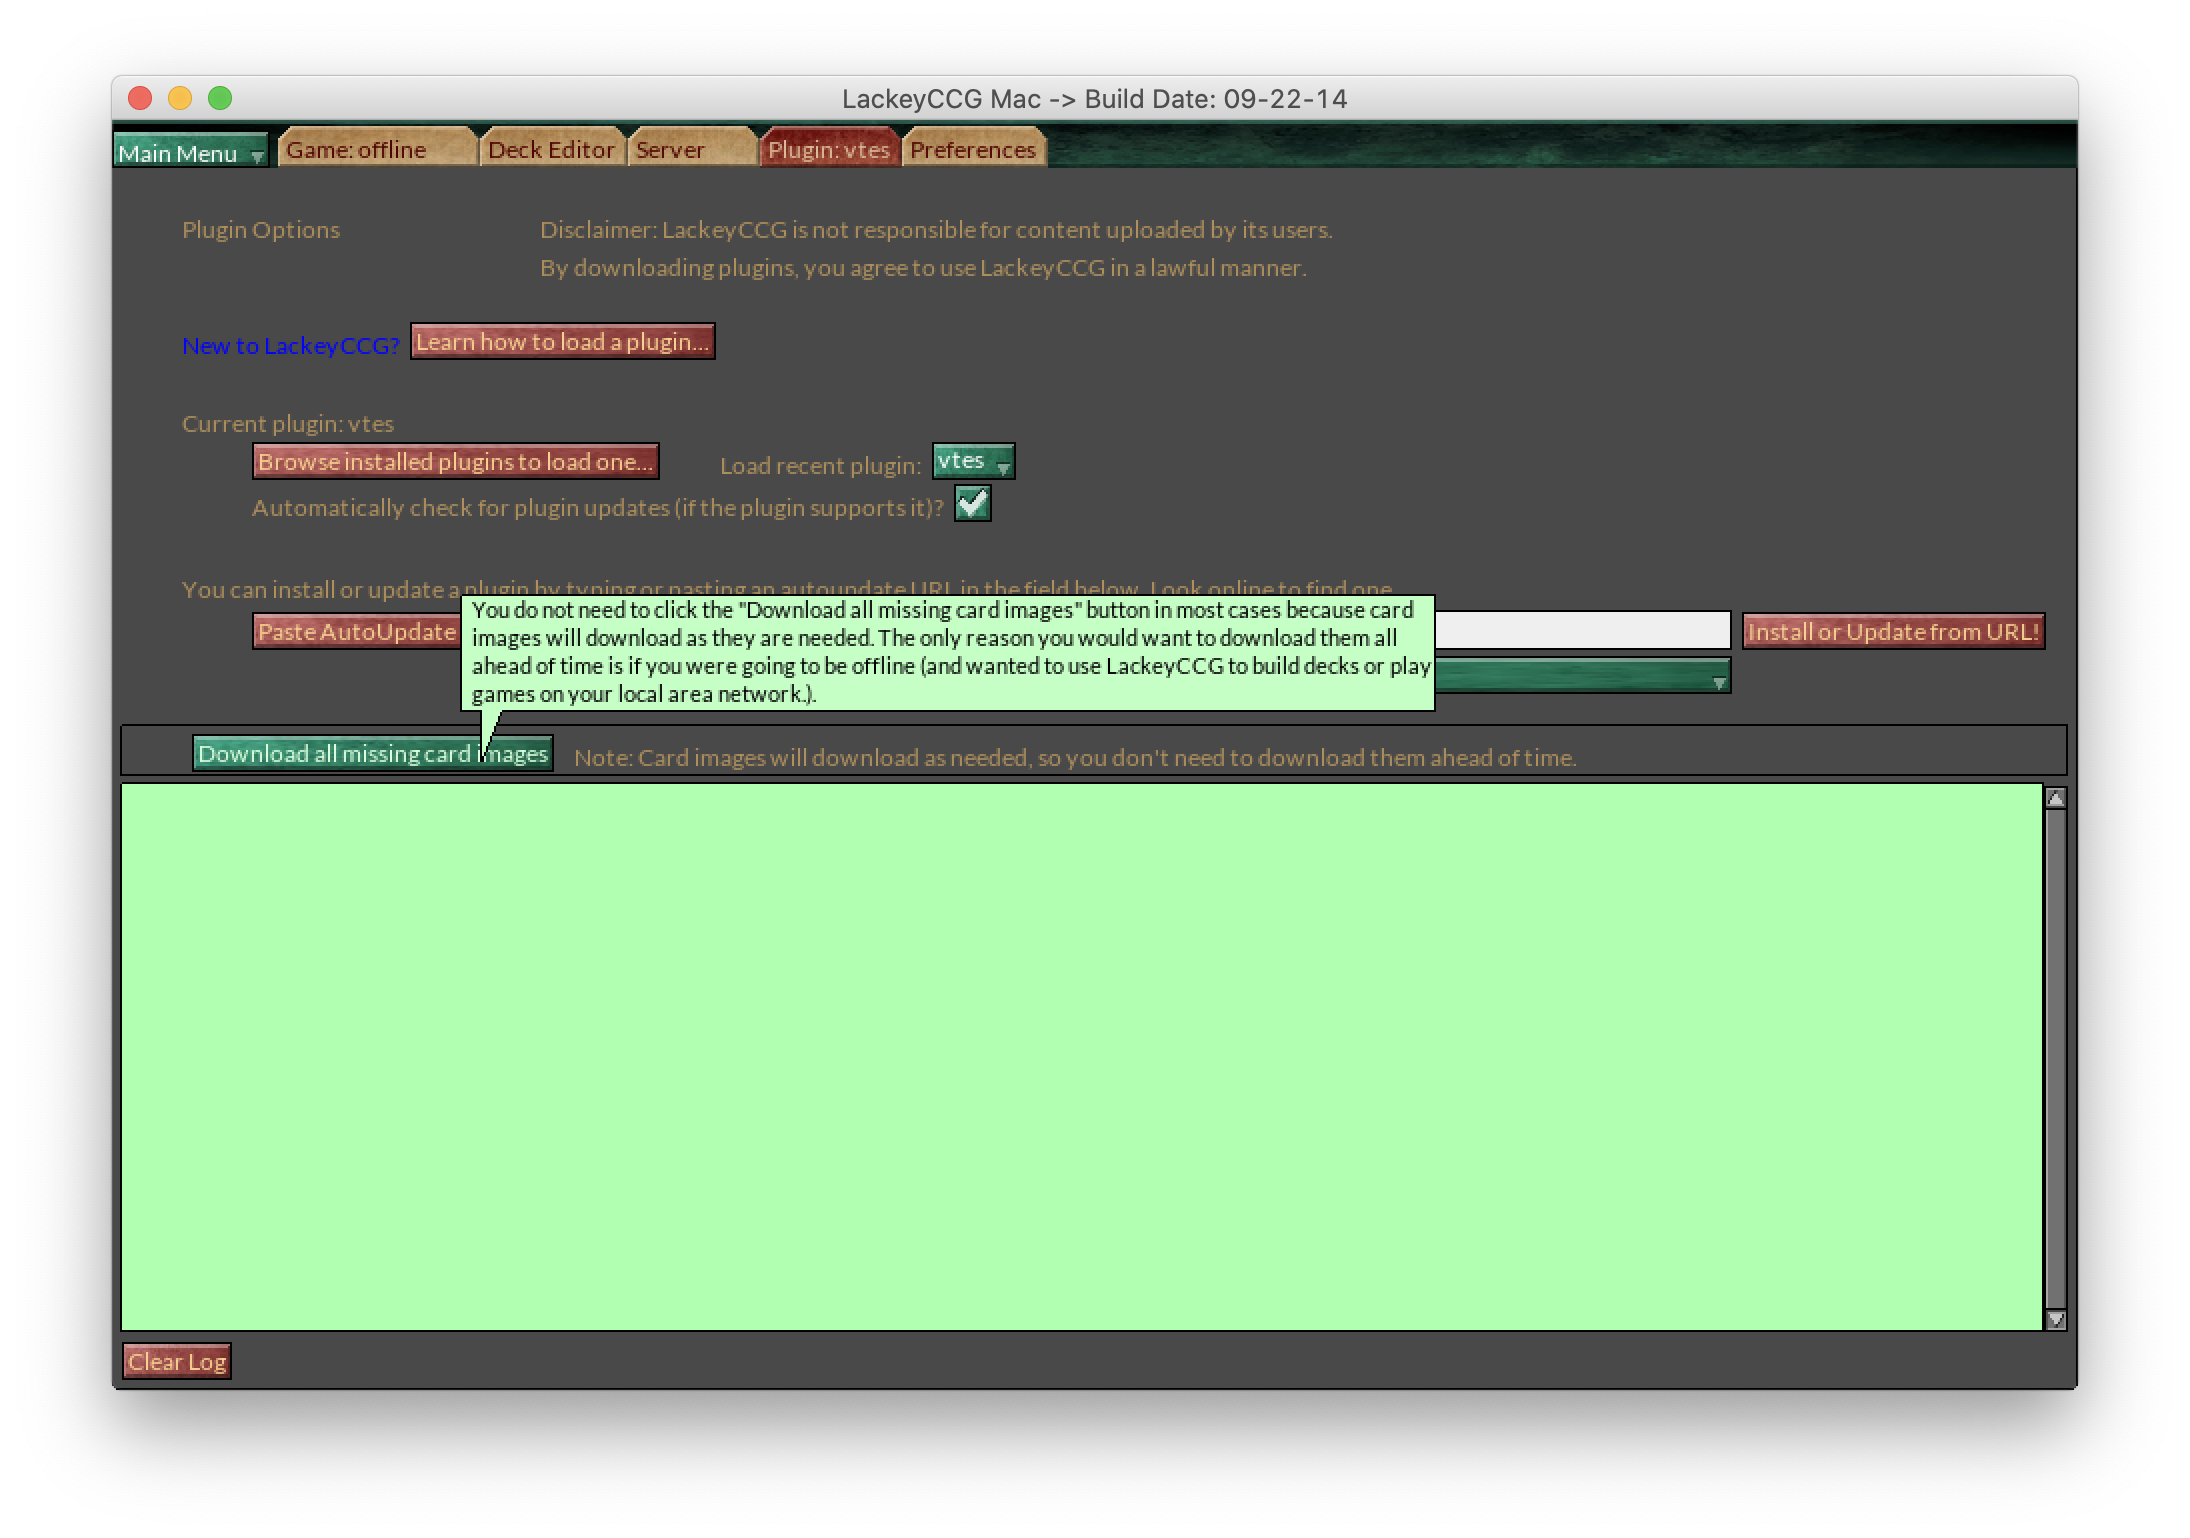 LackeyCCG Mac -> Build Date: 09-22-14
Main Menu
Game: offline
Deck Editor
Server
Plugin: vtes
Preferences
Plugin Options
Disclaimer: LackeyCCG is not responsible for content uploaded by its users.
By downloading plugins, you agree to use LackeyCCG in a lawful manner.
New to LackeyCCG?
Learn how to load a plugin...
Current plugin: vtes
Browse installed plugins to load one...
Load recent plugin:
vtes
Automatically check for plugin updates (if the plugin supports it)?
You can install or update a plugin by typing or pasting an autoupdate URL in the field below. Look online to find one.
Paste AutoUpdate
You do not need to click the "Download all missing card images" button in most cases because card
images will download as they are needed. The only reason you would want to download them all
ahead of time is if you were going to be offline (and wanted to use LackeyCCG to build decks or play
games on your local area network.).
Install or Update from URL!
Download all missing card images
Note: Card images will download as needed, so you don't need to download them ahead of time.
Clear Log